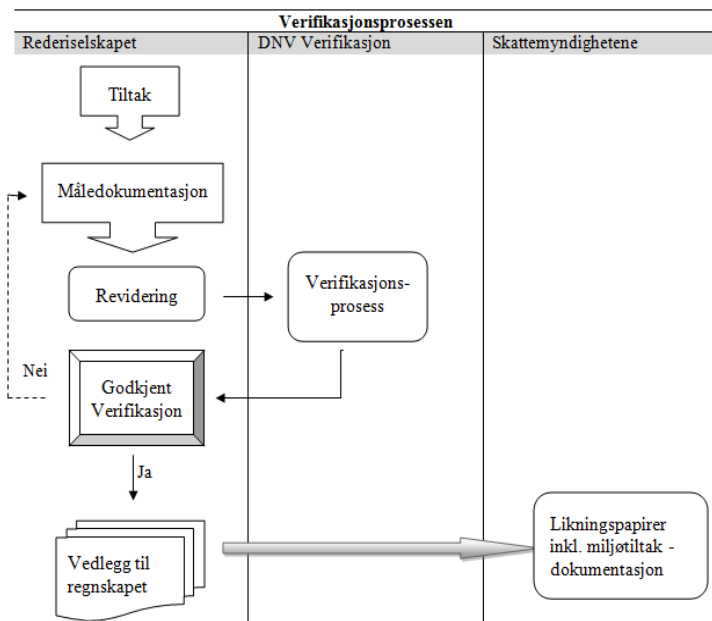 Verifikasjonsprosessen
Rederiselskapet
DNV Verifikasjon
Skattemyndighetene
Tiltak
Måledokumentasjon
Revidering
Verifikasjons-
prosess
Nei
Godkjent
Verifikasjon
Ja
Vedlegg til
regnskapet
Likningspapirer
inkl. miljøtiltak -
dokumentasjon